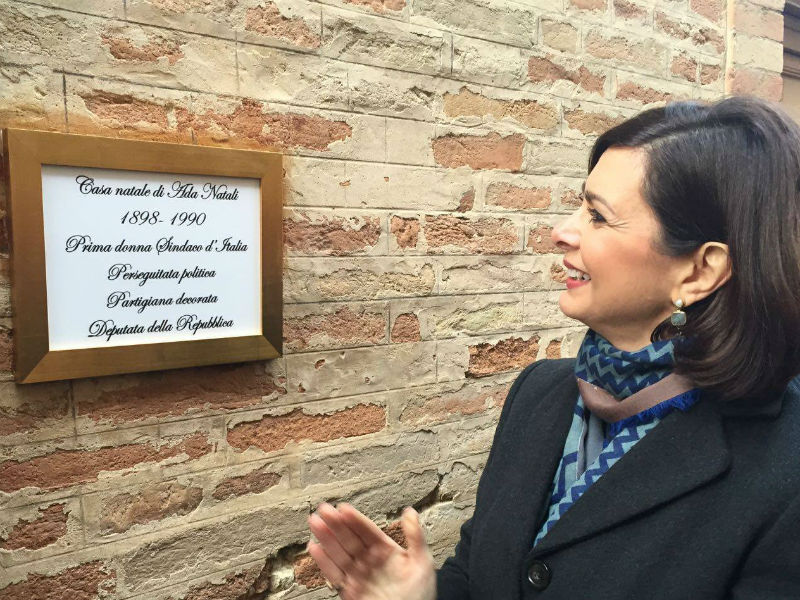 Casa natale di Ada Natali
1898- 1990
Prima donna Sindaco d'Italia
Perseguitata politica
Partigiana decorata
Deputata della Repubblica